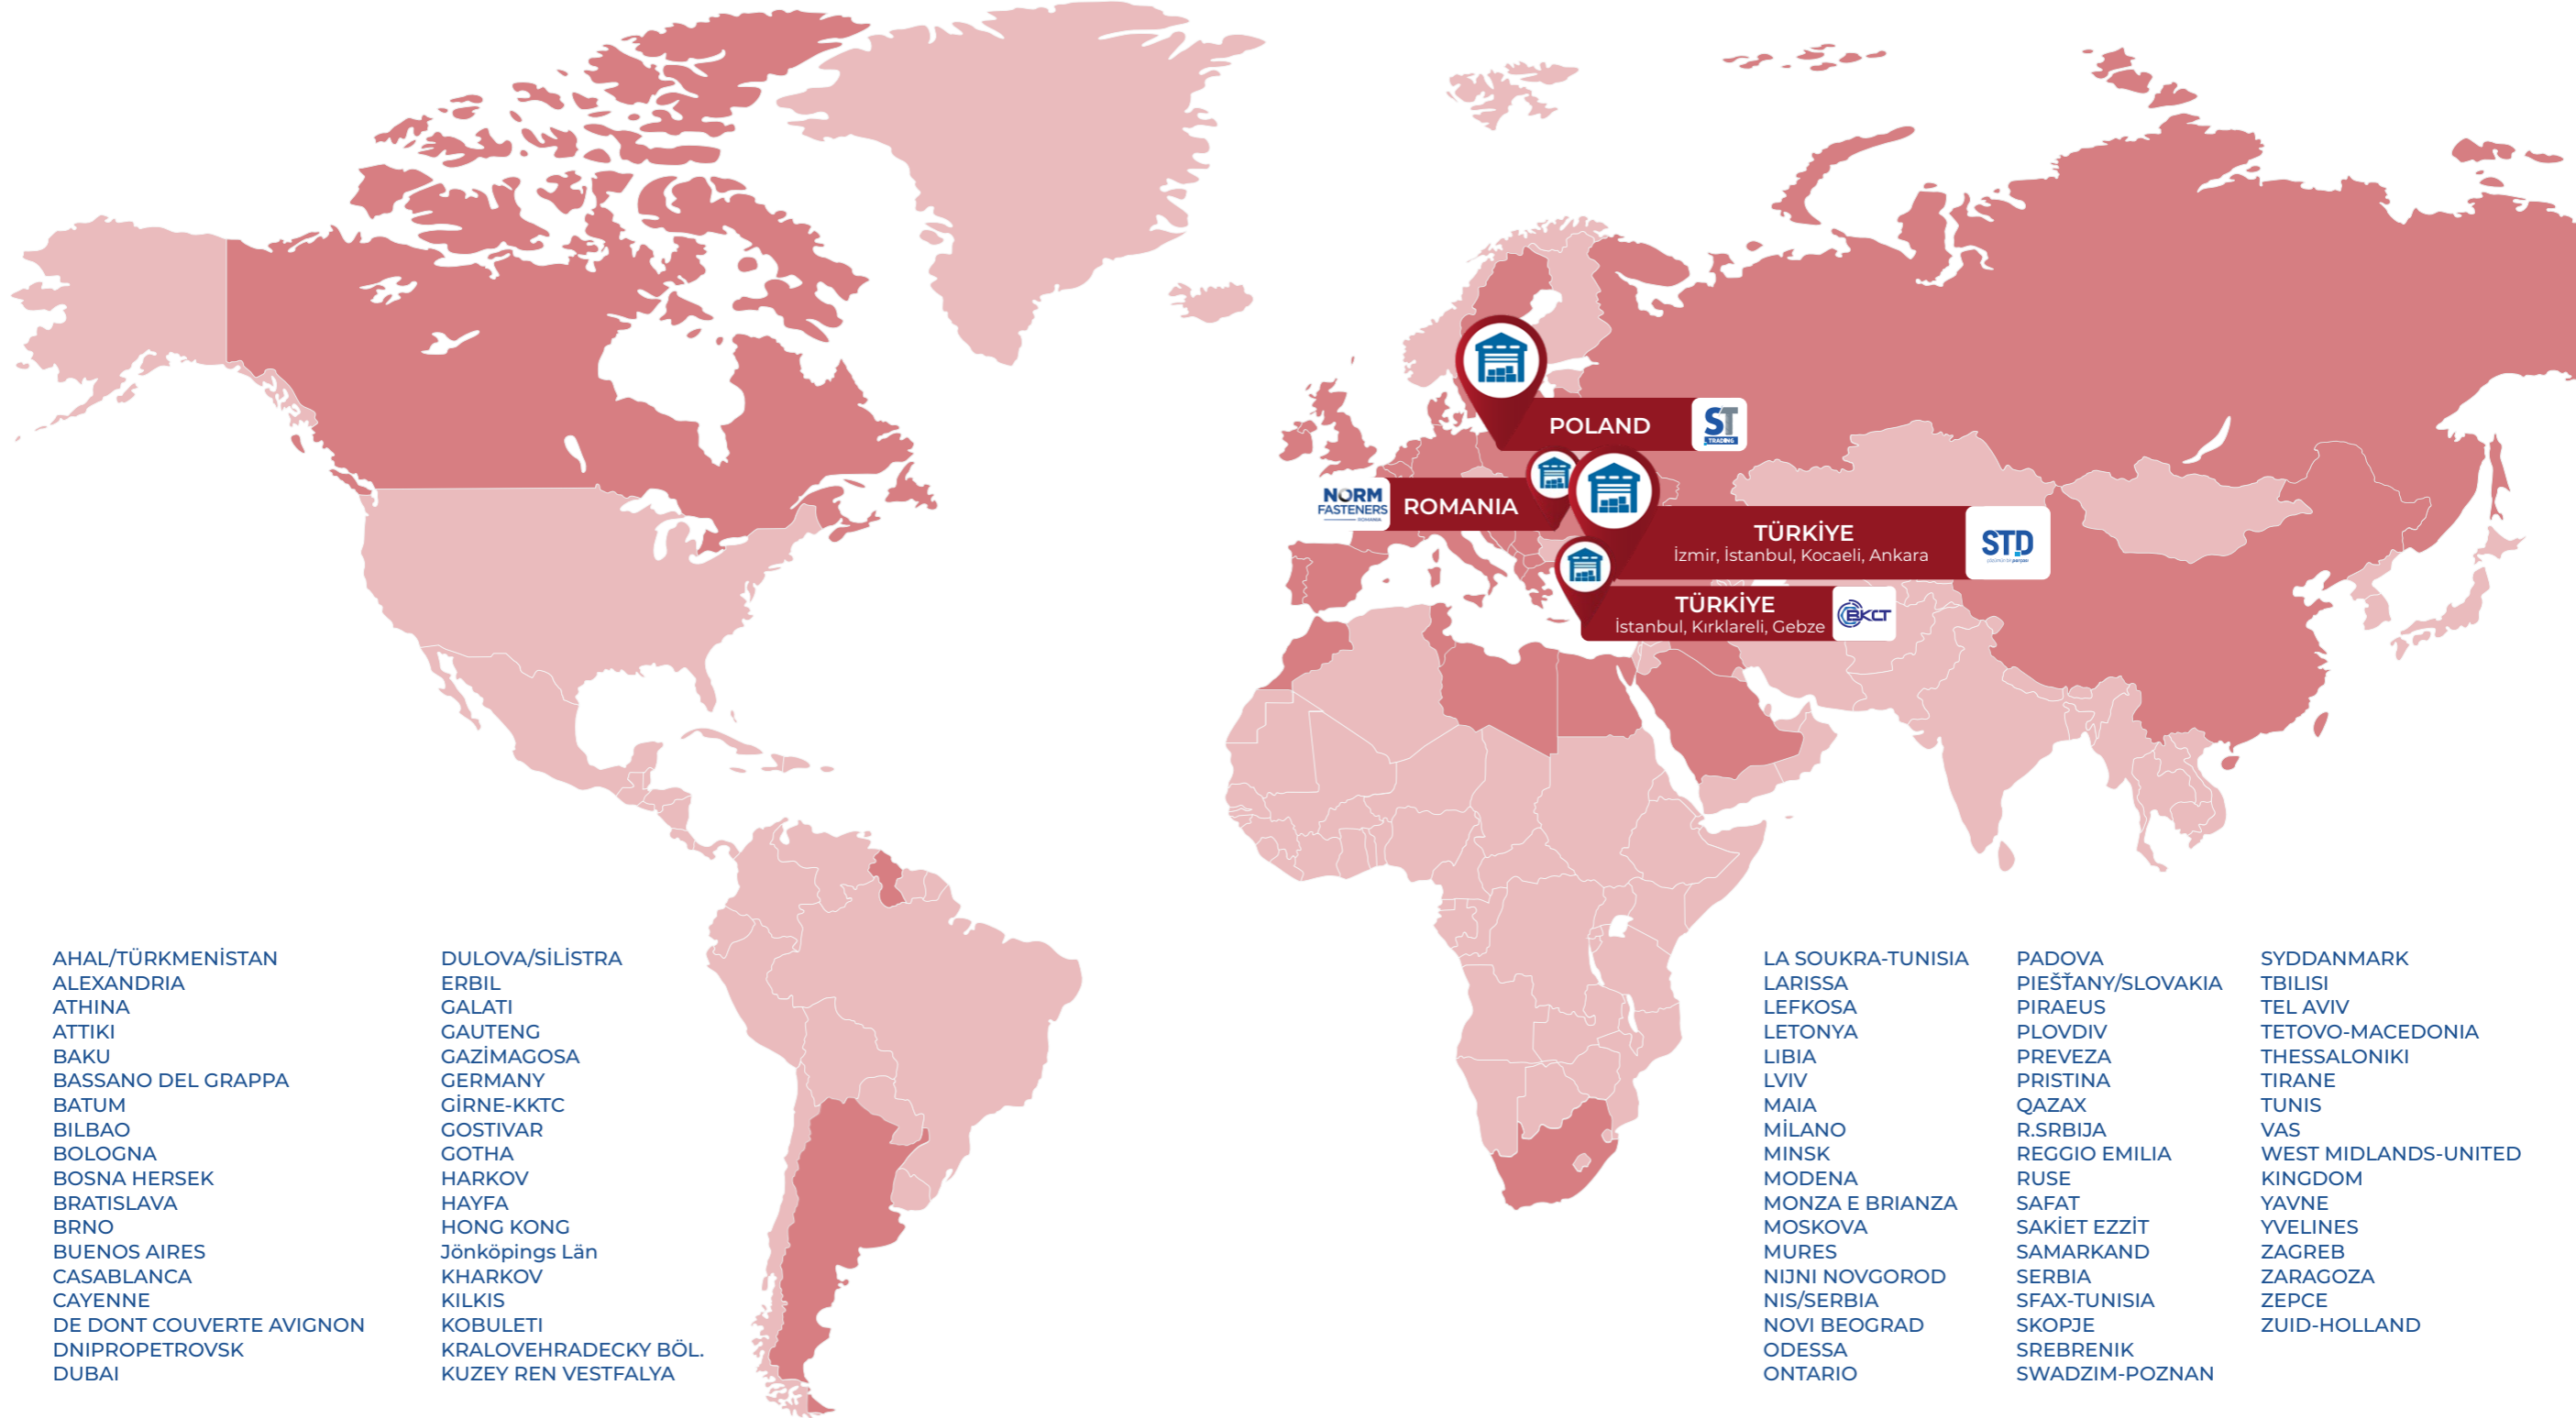 POLAND
ST
TRADING
NORM
FASTENERS
ROMANIA
ROMANIA
TÜRKİYE
İzmir, İstanbul, Kocaeli, Ankara
STD
TÜRKİYE
İstanbul, Kırklareli, Gebze
BKCT
AHAL/TÜRKMENİSTAN
ALEXANDRIA
ATHINA
ATTIKI
BAKU
BASSANO DEL GRAPPA
BATUM
BILBAO
BOLOGNA
BOSNA HERSEK
BRATISLAVA
BRNO
BUENOS AIRES
CASABLANCA
CAYENNE
DE DONT COUVERTE AVIGNON
DNIPROPETROVSK
DUBAI
DULOVA/SİLİSTRA
ERBIL
GALATI
GAUTENG
GAZİMAGOSA
GERMANY
GİRNE-KKTC
GOSTIVAR
GOTHA
HARKOV
HAYFA
HONG KONG
Jönköpings Län
KHARKOV
KILKIS
KOBULETI
KRALOVEHRADECKY BÖL.
KUZEY REN VESTFALYA
LA SOUKRA-TUNISIA
LARISSA
LEFKOSA
LETONYA
LIBIA
LVIV
MAIA
MİLANO
MINSK
MODENA
MONZA E BRIANZA
MOSKOVA
MURES
NIJNI NOVGOROD
NIS/SERBIA
NOVI BEOGRAD
ODESSA
ONTARIO
PADOVA
PIEŠŤANY/SLOVAKIA
PIRAEUS
PLOVDIV
PREVEZA
PRISTINA
QAZAX
R.SRBIJA
REGGIO EMILIA
RUSE
SAFAT
SAKİET EZZİT
SAMARKAND
SERBIA
SFAX-TUNISIA
SKOPJE
SREBRENIK
SWADZIM-POZNAN
SYDDANMARK
TBILISI
TEL AVIV
TETOVO-MACEDONIA
THESSALONIKI
TIRANE
TUNIS
VAS
WEST MIDLANDS-UNITED
KINGDOM
YAVNE
YVELINES
ZAGREB
ZARAGOZA
ZEPCE
ZUID-HOLLAND